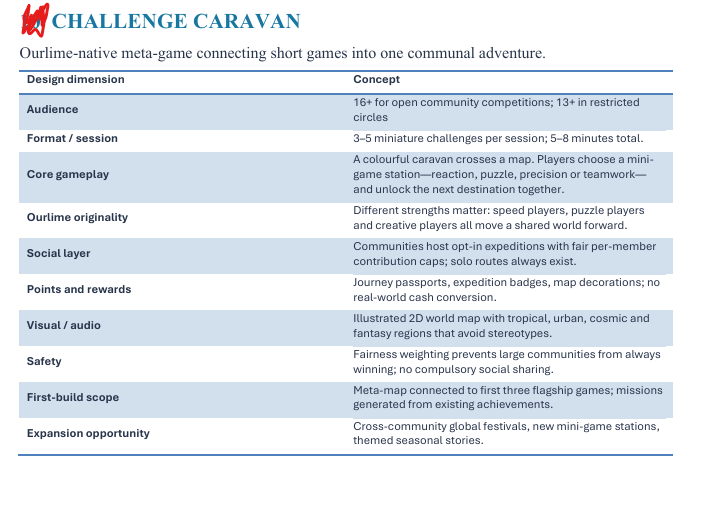 CHALLENGE CARAVAN
Ourlime-native meta-game connecting short games into one communal adventure.
Design dimension Concept
Audience 16+ for open community competitions; 13+ in restricted
circles
Format / session 3–5 miniature challenges per session; 5–8 minutes total.
Core gameplay A colourful caravan crosses a map. Players choose a mini-
game station—reaction, puzzle, precision or teamwork—
and unlock the next destination together.
Ourlime originality Different strengths matter: speed players, puzzle players
and creative players all move a shared world forward.
Social layer Communities host opt-in expeditions with fair per-member
contribution caps; solo routes always exist.
Points and rewards Journey passports, expedition badges, map decorations; no
real-world cash conversion.
Visual / audio Illustrated 2D world map with tropical, urban, cosmic and
fantasy regions that avoid stereotypes.
Safety Fairness weighting prevents large communities from always
winning; no compulsory social sharing.
First-build scope Meta-map connected to first three flagship games; missions
generated from existing achievements.
Expansion opportunity Cross-community global festivals, new mini-game stations,
themed seasonal stories.